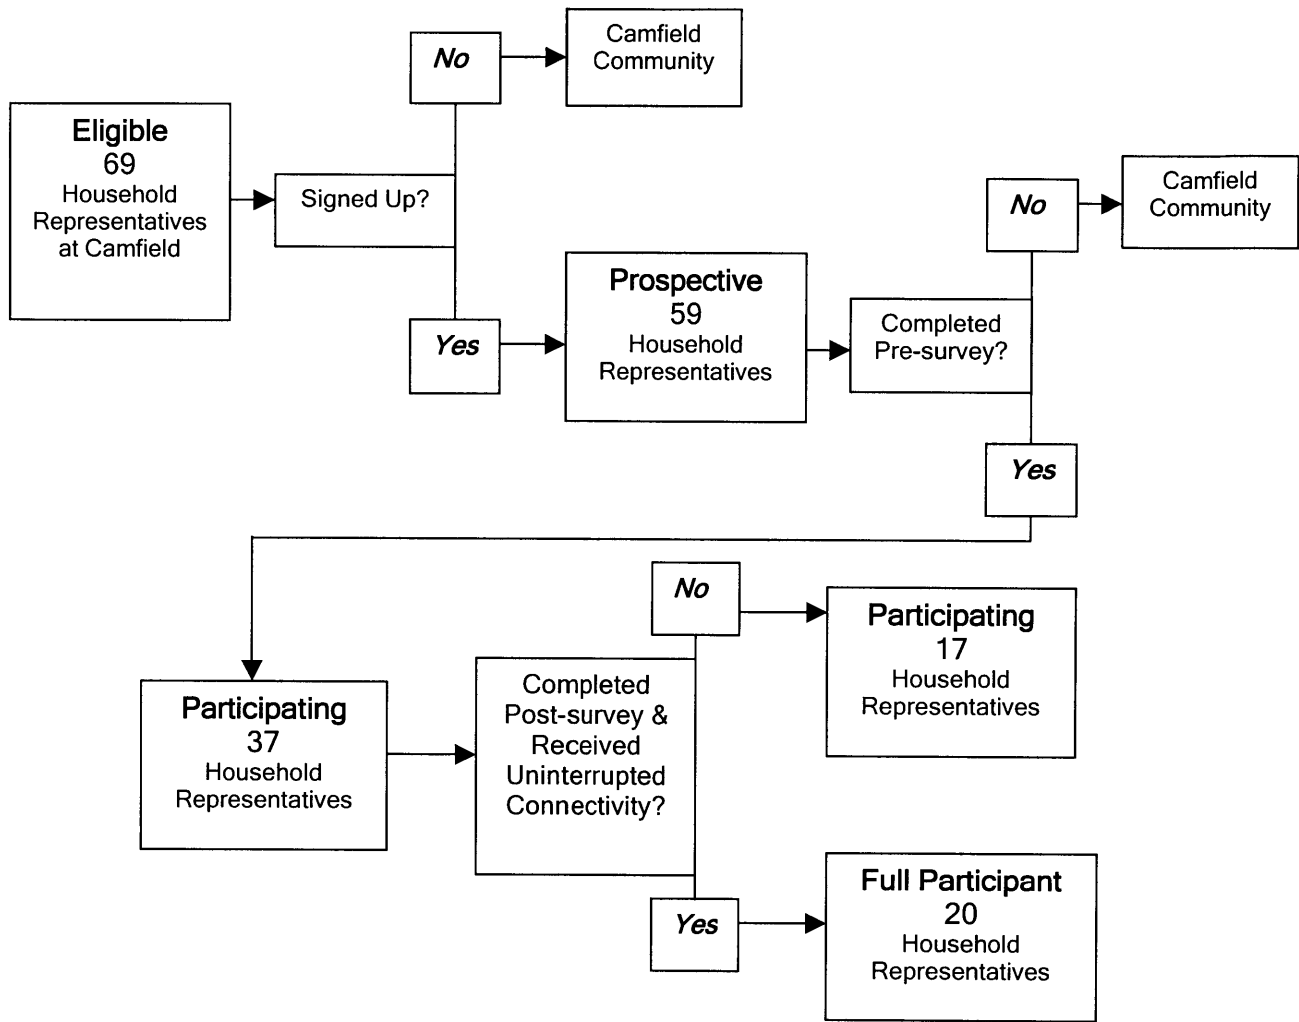 No
Camfield
Community
Eligible
69
Household
Representatives
at Camfield
Signed Up?
No
Camfield
Community
Yes
Prospective
59
Household
Representatives
Completed
Pre-survey?
Yes
No
Participating
17
Household
Representatives
Participating
37
Household
Representatives
Completed
Post-survey &
Received
Uninterrupted
Connectivity?
Yes
Full Participant
20
Household
Representatives